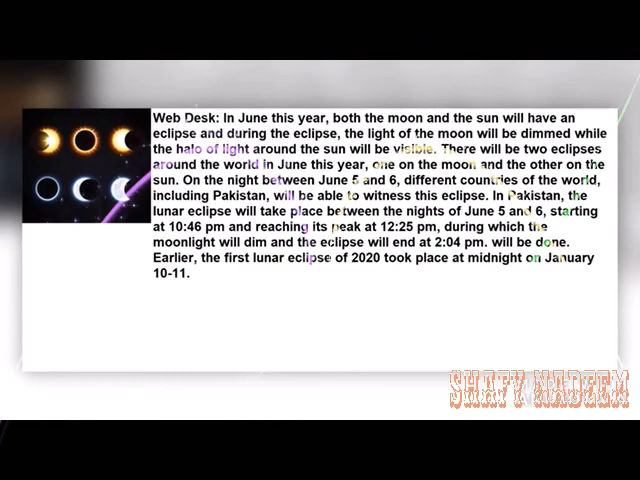 Web Desk: In June this year, both the moon and the sun will have an
eclipse and during the eclipse, the light of the moon will be dimmed while
the halo of light around the sun will be visible. There will be two eclipses
around the world in June this year, one on the moon and the other on the
sun. On the night between June 5 and 6, different countries of the world,
including Pakistan, will be able to witness this eclipse. In Pakistan, the
lunar eclipse will take place between the nights of June 5 and 6, starting
at 10:46 pm and reaching its peak at 12:25 pm, during which the
moonlight will dim and the eclipse will end at 2:04 pm. will be done.
Earlier, the first lunar eclipse of 2020 took place at midnight on January
10-11.
SHAFY NADEEM